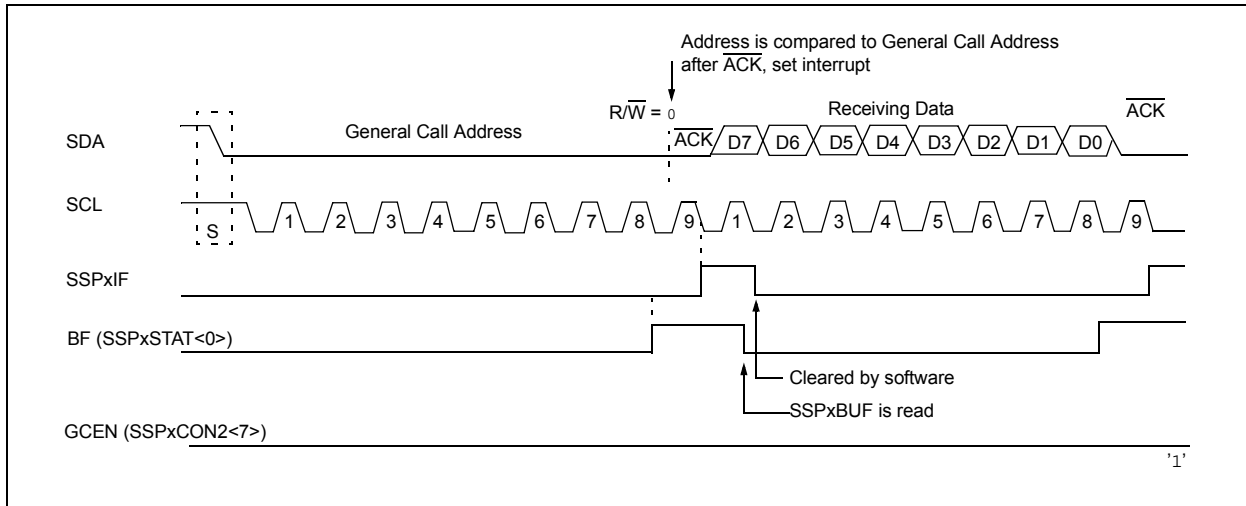 Address is compared to General Call Address
after ACK, set interrupt
R/W = 0
Receiving Data
ACK
General Call Address
SDA
ACK
D7
D6
D5
D4
D3
D2
D1
D0
SCL
S
1
2
3
4
5
6
7
8
9
1
2
3
4
5
6
7
8
9
SSPxIF
BF (SSPxSTAT<0>)
Cleared by software
SSPxBUF is read
GCEN (SSPxCON2<7>)
'1'